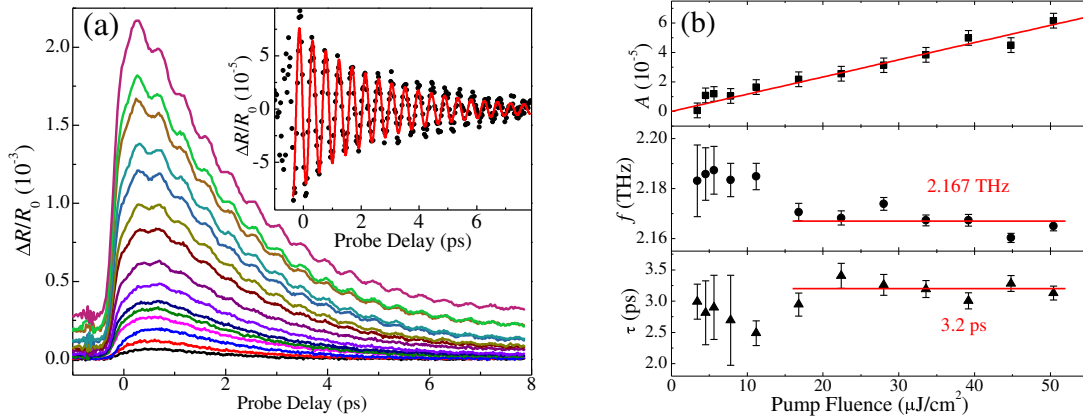 (a)
ΔR/R₀ (10⁻³)
2.0
1.5
1.0
0.5
0.0
0
2
4
6
8
Probe Delay (ps)
ΔR/R₀ (10⁻⁵)
5
0
-5
0
2
4
6
Probe Delay (ps)
(b)
A (10⁻⁵)
6
4
2
0
f (THz)
2.20
2.18
2.16
2.167 THz
τ (ps)
3.5
3.0
2.5
2.0
3.2 ps
0
10
20
30
40
50
Pump Fluence (μJ/cm²)